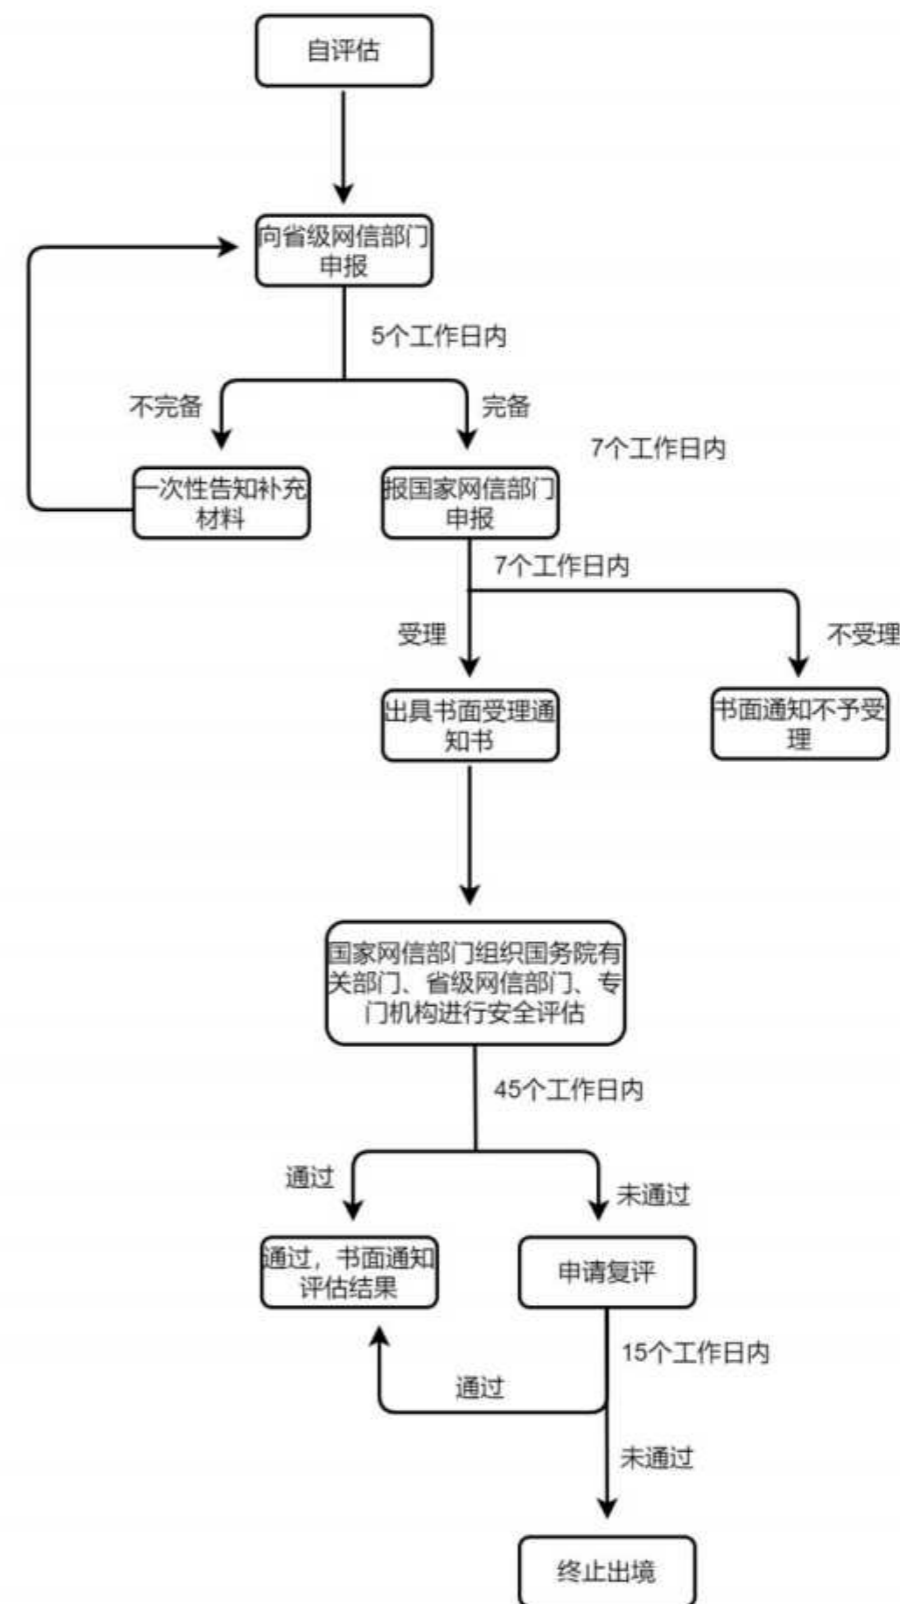 自评估
向省级网信部门
申报
5个工作日内
不完备
完备
7个工作日内
一次性告知补充
材料
报国家网信部门
申报
7个工作日内
受理
不受理
出具书面受理通
知书
书面通知不予受
理
国家网信部门组织国务院有
关部门、省级网信部门、专
门机构进行安全评估
45个工作日内
通过
未通过
通过，书面通知
评估结果
申请复评
15个工作日内
通过
未通过
终止出境